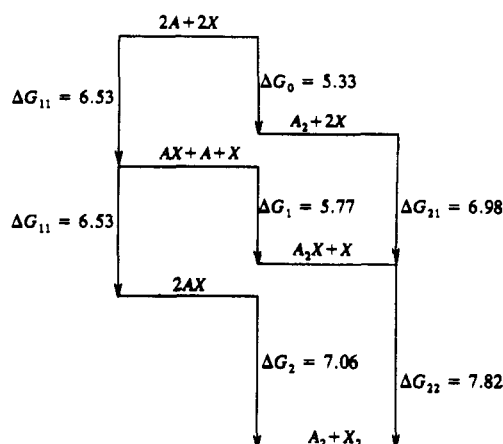 2A + 2X
ΔG₁₁ = 6.53
ΔG₀ = 5.33
A₂ + 2X
AX + A + X
ΔG₁₁ = 6.53
ΔG₁ = 5.77
ΔG₂₁ = 6.98
A₂X + X
2AX
ΔG₂ = 7.06
ΔG₂₂ = 7.82
A₂ + X₂